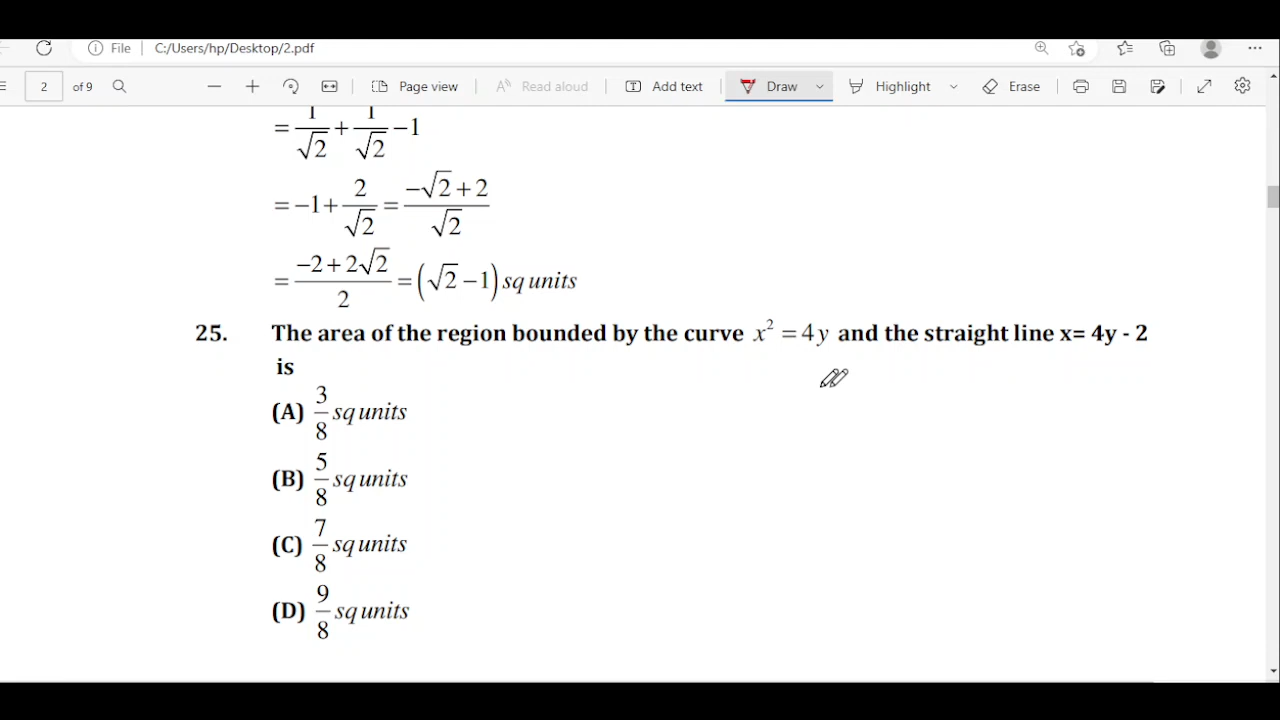 File C:/Users/hp/Desktop/2.pdf
2 of 9 Page view Read aloud Add text Draw Highlight Erase
= 1/√2 + 1/√2 −1
= −1+ 2/√2 = (−√2+2)/√2
= (−2+2√2)/2 = (√2−1) sq units
25. The area of the region bounded by the curve x² = 4y and the straight line x= 4y - 2
is
(A) 3/8 sq units
(B) 5/8 sq units
(C) 7/8 sq units
(D) 9/8 sq units